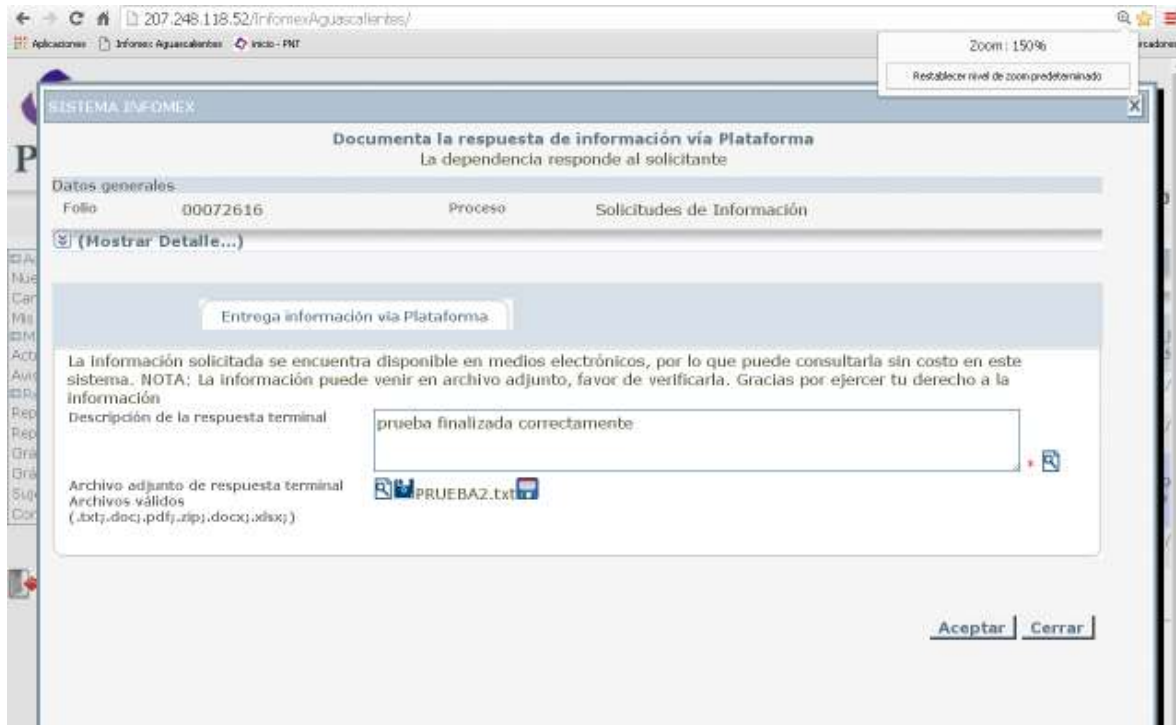 207.248.118.52/InfomexAguascalientes/
Aplicaciones Infomex Aguascalientes Inicio - PNT
Zoom: 150%
Restablecer nivel de zoom predeterminado
SISTEMA INFOMEX
X
Documenta la respuesta de información vía Plataforma
La dependencia responde al solicitante
P
Datos generales
Folio 00072616 Proceso Solicitudes de Información
(Mostrar Detalle...)
Entrega información via Plataforma
La información solicitada se encuentra disponible en medios electrónicos, por lo que puede consultarla sin costo en este
sistema. NOTA: La información puede venir en archivo adjunto, favor de verificarla. Gracias por ejercer tu derecho a la
información
Descripción de la respuesta terminal
prueba finalizada correctamente
*
Archivo adjunto de respuesta terminal
Archivos válidos
(.txt;.doc;.pdf;.zip;.docx;.xlsx;)
PRUEBA2.txt
Aceptar Cerrar